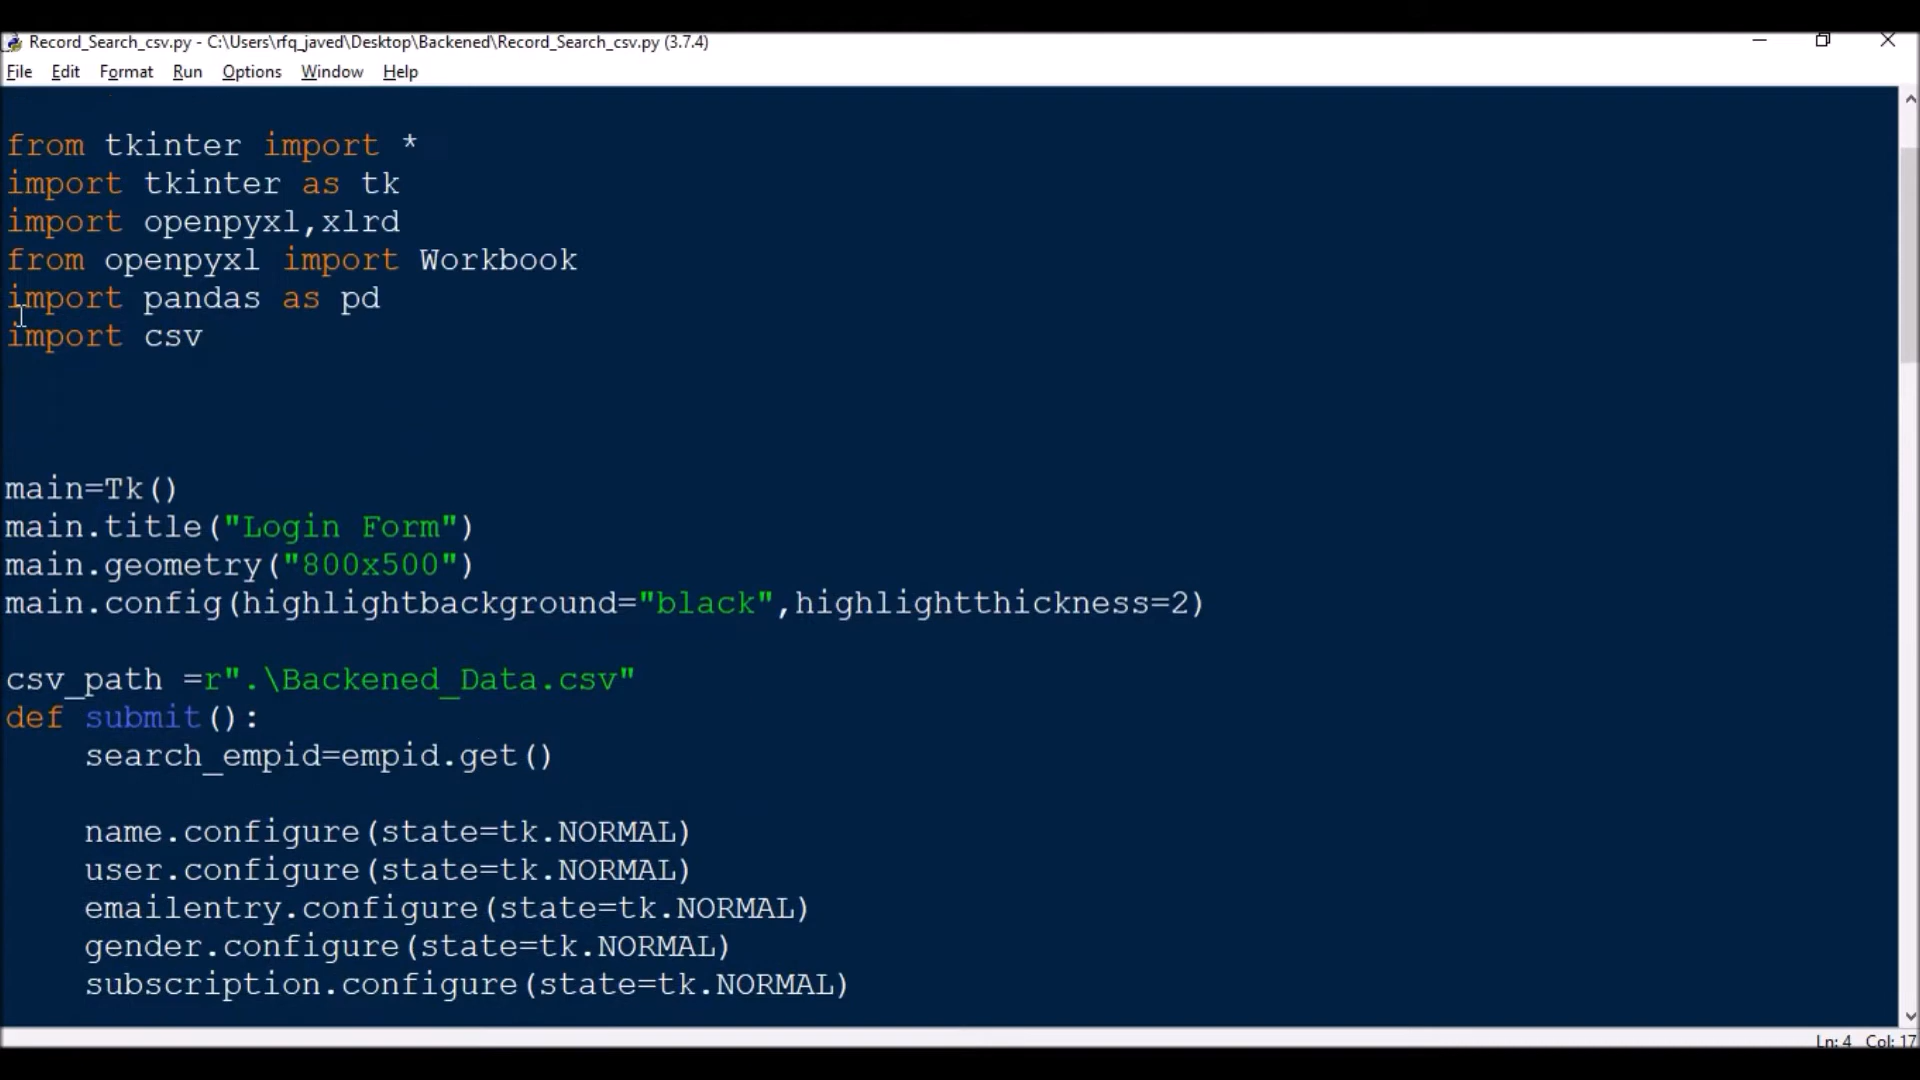 Record_Search_csv.py - C:\Users\rfq_javed\Desktop\Backened\Record_Search_csv.py (3.7.4)
File Edit Format Run Options Window Help
from tkinter import *
import tkinter as tk
import openpyxl,xlrd
from openpyxl import Workbook
import pandas as pd
import csv
main=Tk()
main.title("Login Form")
main.geometry("800x500")
main.config(highlightbackground="black",highlightthickness=2)
csv_path =r".\Backened_Data.csv"
def submit():
    search_empid=empid.get()
    name.configure(state=tk.NORMAL)
    user.configure(state=tk.NORMAL)
    emailentry.configure(state=tk.NORMAL)
    gender.configure(state=tk.NORMAL)
    subscription.configure(state=tk.NORMAL)
Ln: 4 Col: 17